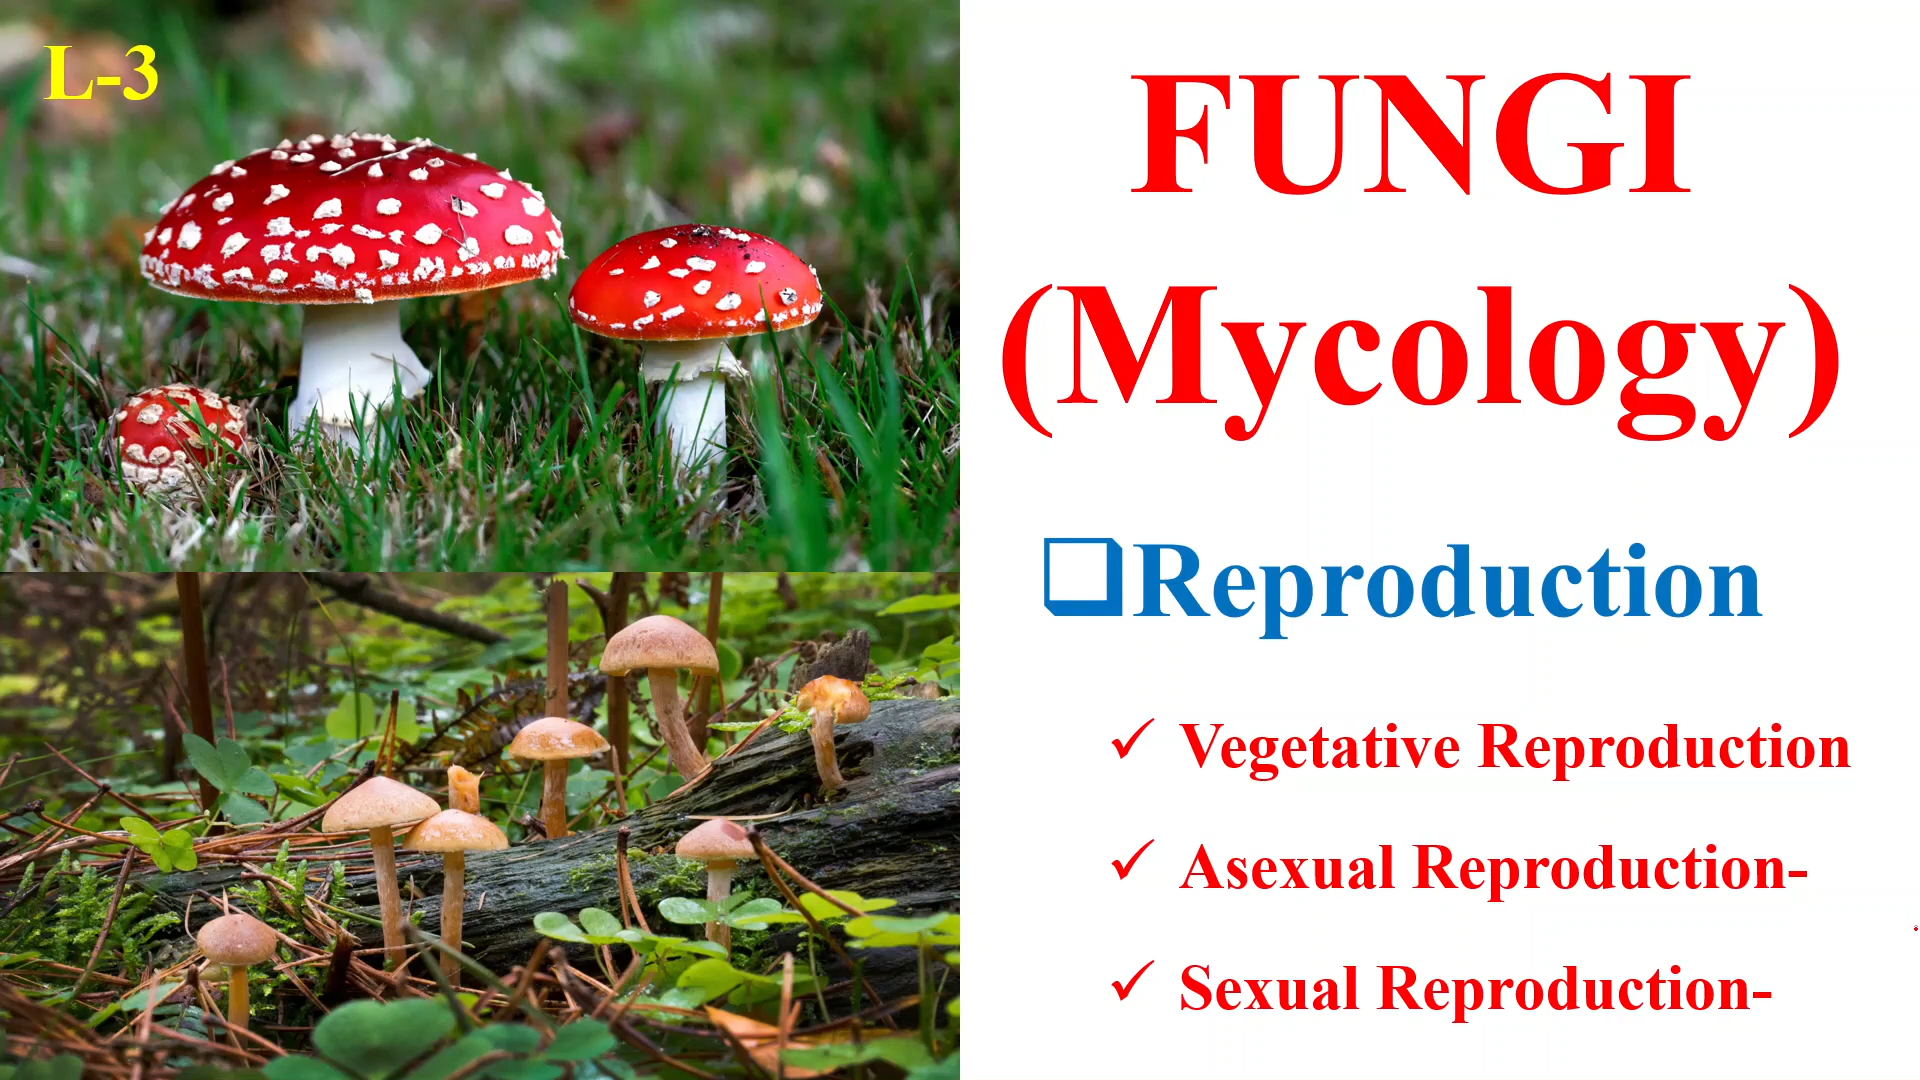 L-3
FUNGI
(Mycology)
❑Reproduction
✓ Vegetative Reproduction
✓ Asexual Reproduction-
✓ Sexual Reproduction-